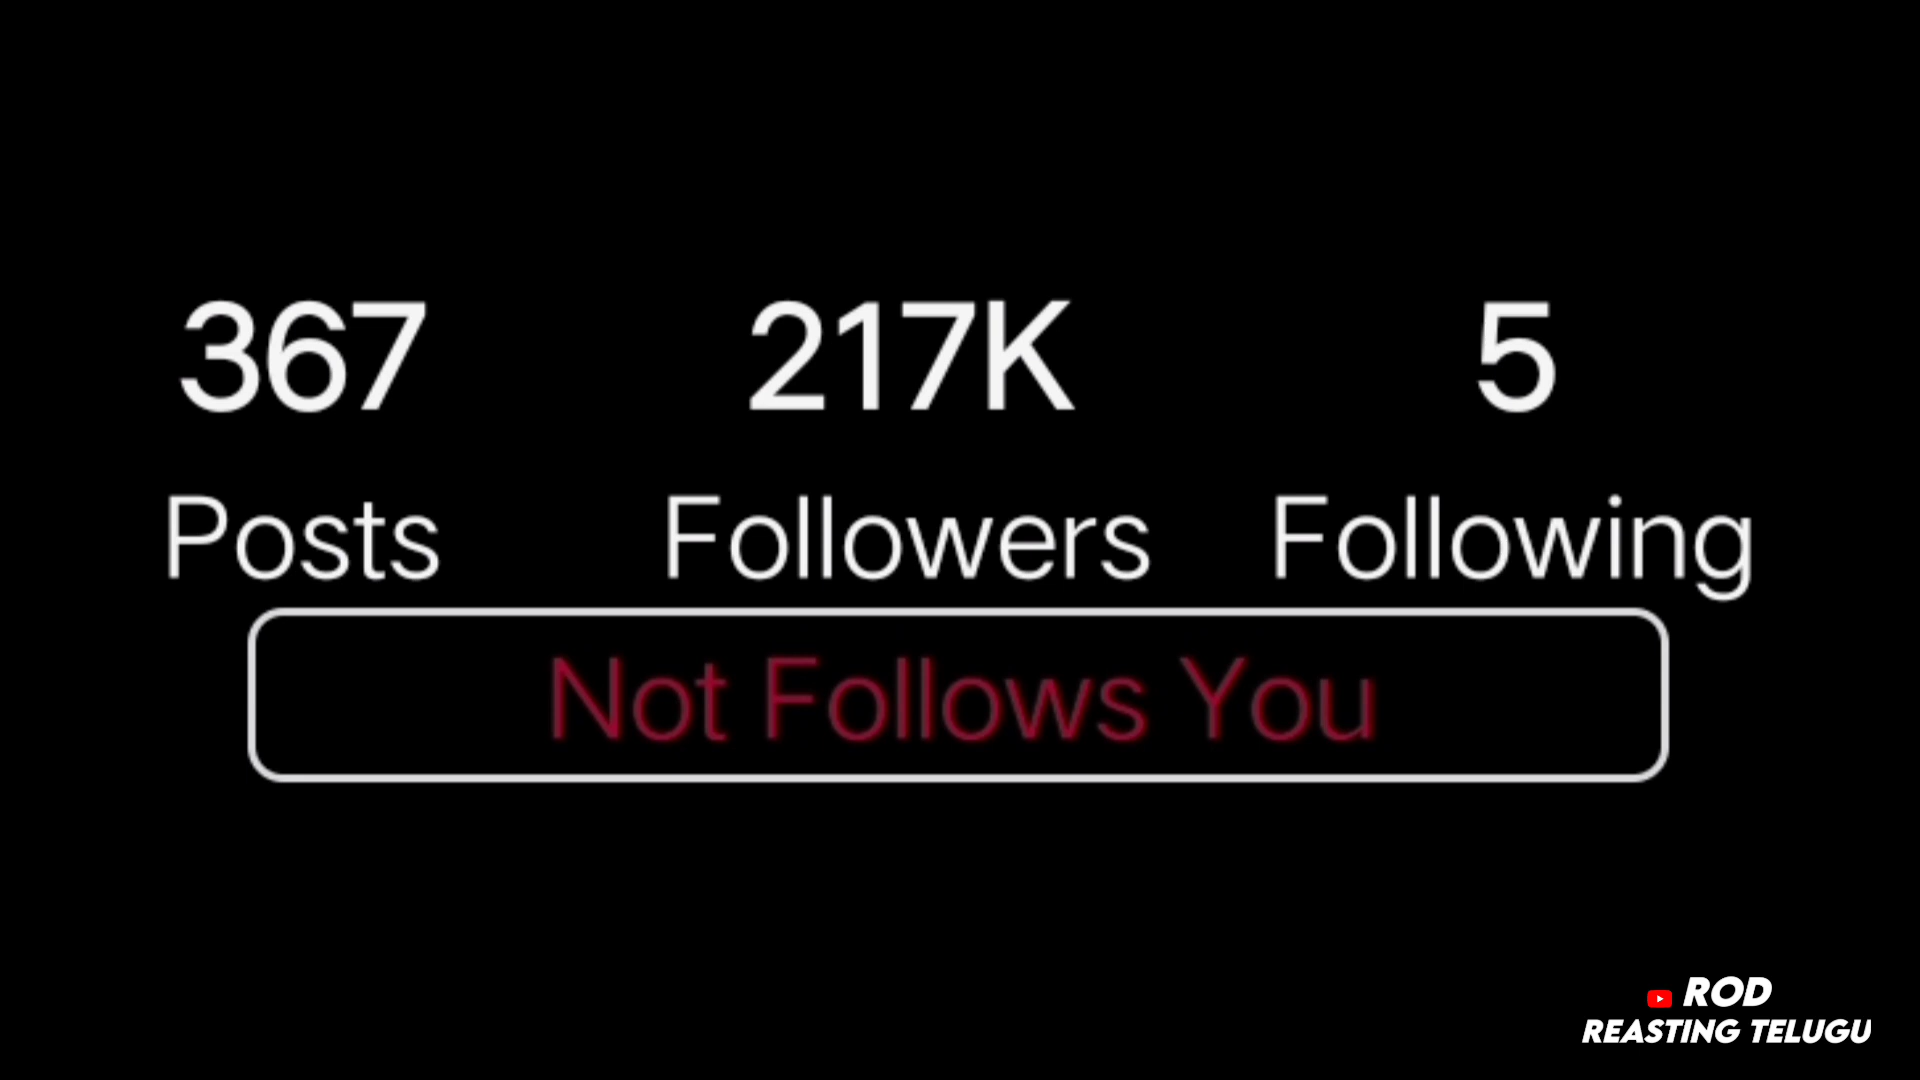 367 217K 5
Posts Followers Following
Not Follows You
ROD
REASTING TELUGU